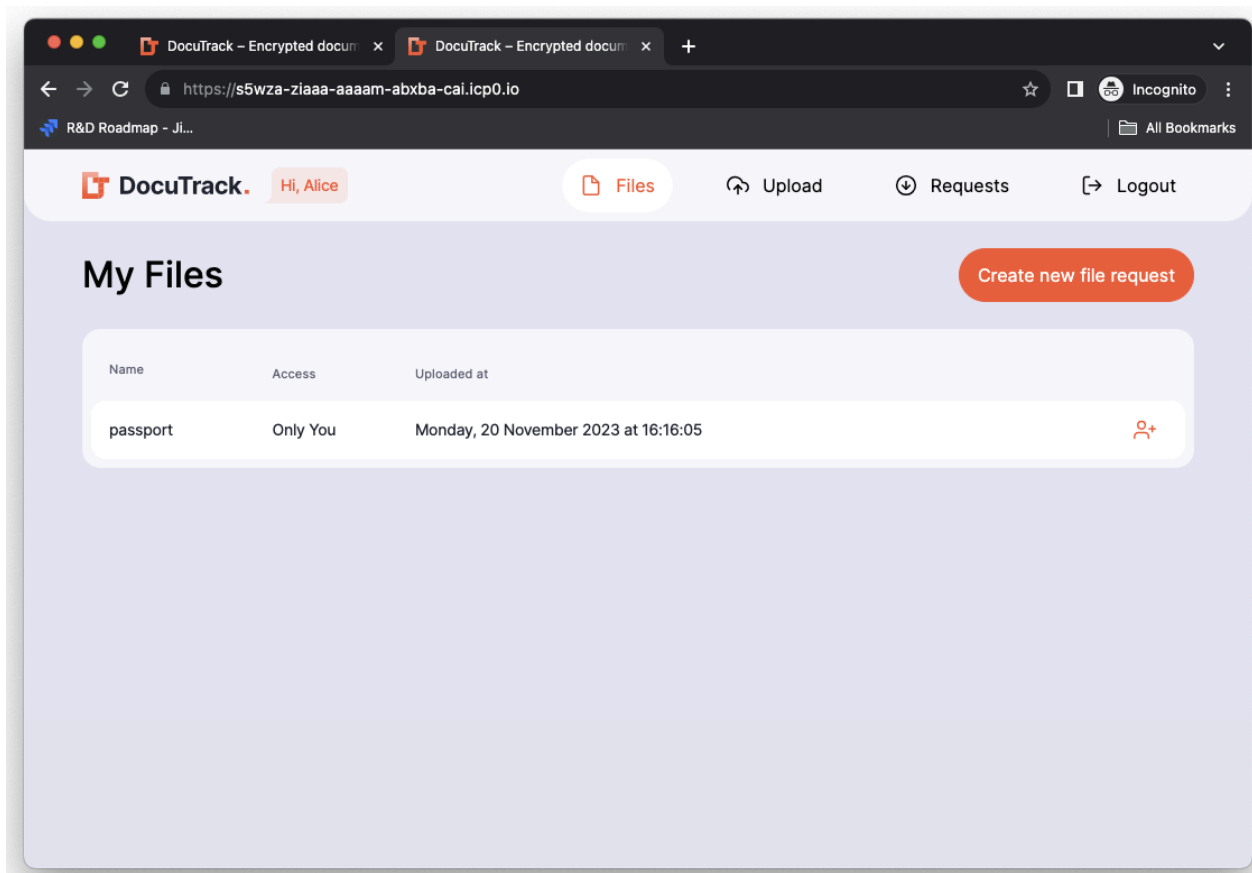 DocuTrack – Encrypted docum
DocuTrack – Encrypted docum
https://s5wza-ziaaa-aaaam-abxba-cai.icp0.io
Incognito
R&D Roadmap - Ji...
All Bookmarks
DocuTrack.
Hi, Alice
Files
Upload
Requests
Logout
My Files
Create new file request
Name
Access
Uploaded at
passport
Only You
Monday, 20 November 2023 at 16:16:05